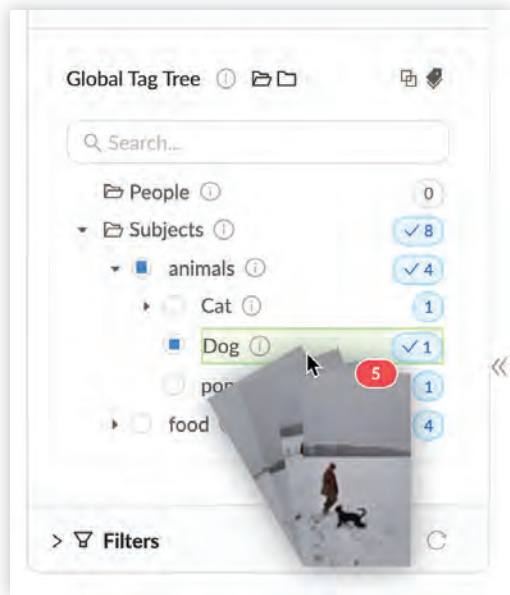 Global Tag Tree
Search...
People 0
Subjects 8
animals 4
Cat 1
Dog 1
5
1
food 4
Filters